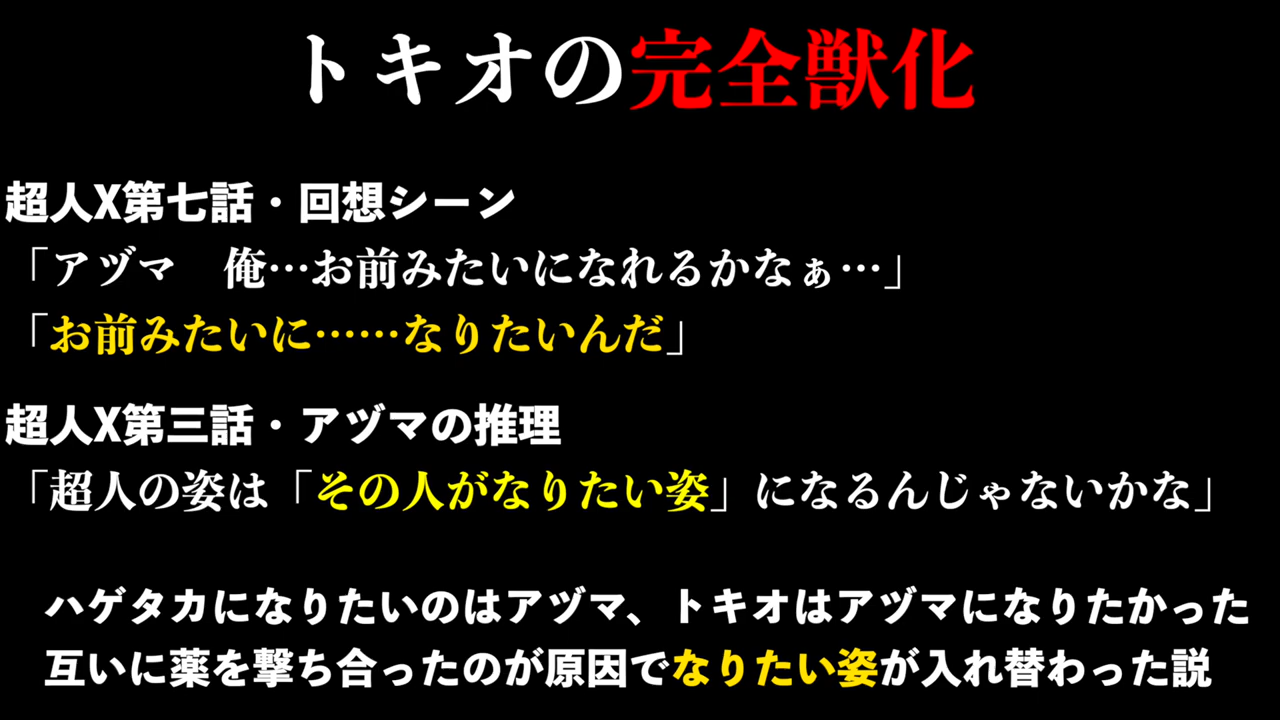 トキオの完全獣化
超人X第七話・回想シーン
「アヅマ　俺…お前みたいになれるかなぁ…」
「お前みたいに……なりたいんだ」
超人X第三話・アヅマの推理
「超人の姿は「その人がなりたい姿」になるんじゃないかな」
ハゲタカになりたいのはアヅマ、トキオはアヅマになりたかった
互いに薬を撃ち合ったのが原因でなりたい姿が入れ替わった説